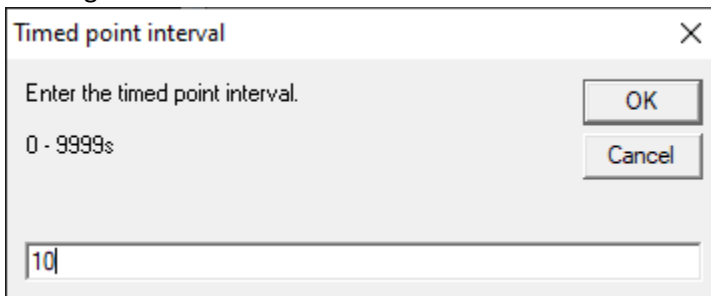 Timed point interval
Enter the timed point interval.
OK
0 - 9999s
Cancel
10